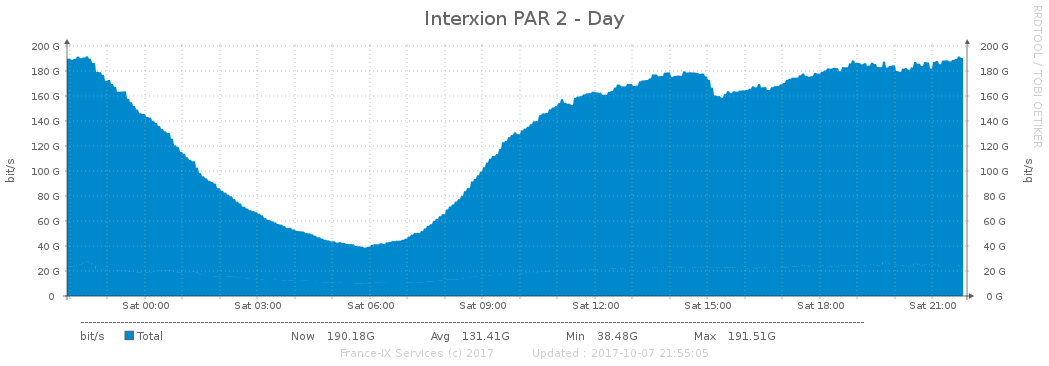 Interxion PAR 2 - Day
RRDTOOL / TOBI OETIKER
bit/s
200 G 200 G
180 G 180 G
160 G 160 G
140 G 140 G
120 G 120 G
100 G 100 G
80 G 80 G
60 G 60 G
40 G 40 G
20 G 20 G
0 0 G
bit/s
Sat 00:00 Sat 03:00 Sat 06:00 Sat 09:00 Sat 12:00 Sat 15:00 Sat 18:00 Sat 21:00
bit/s Total Now 190.18G Avg 131.41G Min 38.48G Max 191.51G
France-IX Services (c) 2017 Updated : 2017-10-07 21:55:05